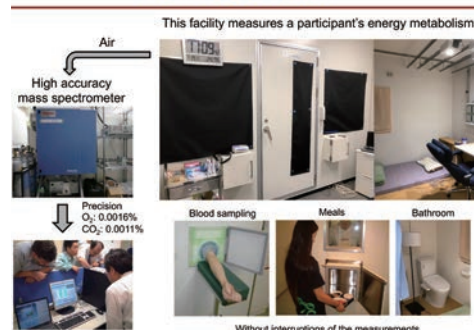 This facility measures a participant's energy metabolism
Air
High accuracy
mass spectrometer
Precision
O₂: 0.0016%
CO₂: 0.0011%
Blood sampling
Meals
Bathroom
Without interruptions of the measurements